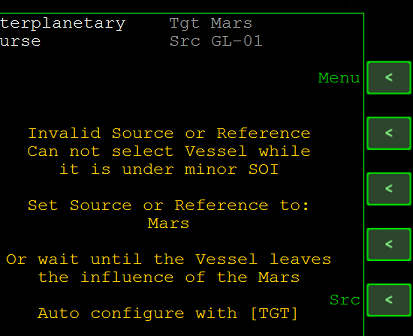 terplanetary Tgt Mars
urse Src GL-01
Menu <
<
Invalid Source or Reference
Can not select Vessel while
it is under minor SOI
<
Set Source or Reference to:
Mars
<
Or wait until the Vessel leaves
the influence of the Mars
Src <
Auto configure with [TGT]